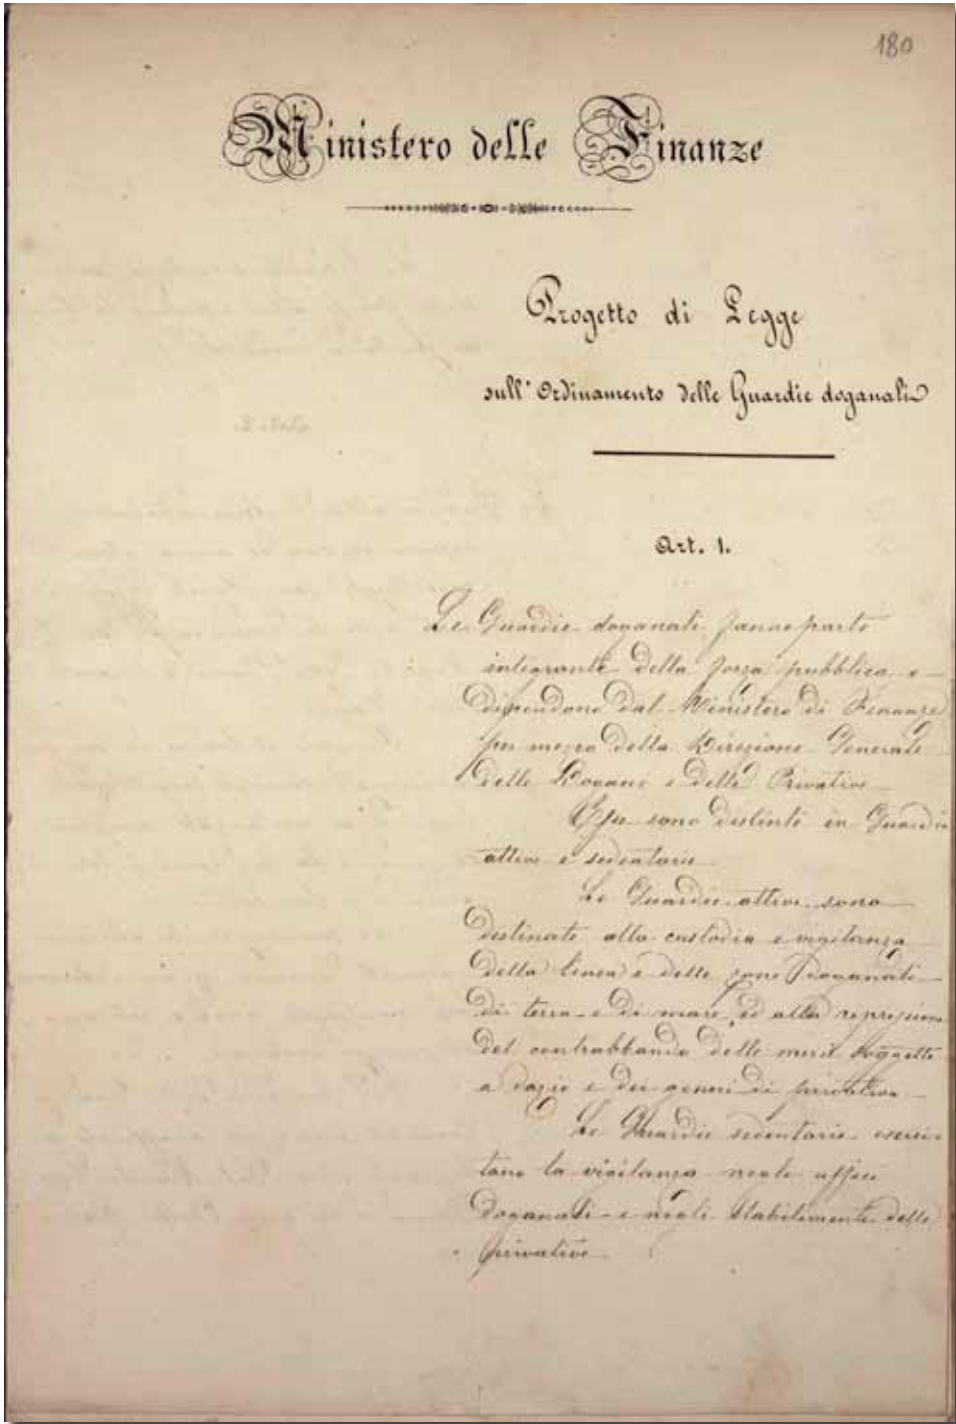 180
Ministero delle Finanze
Progetto di Legge
sull'Ordinamento delle Guardie doganali
Art. 1.
Le Guardie doganali fanno parte
integrante della forza pubblica e
dipendono dal Ministero di Finanze
per mezzo della Direzione Generale
delle Dogane e delle Privative
Esse sono distinte in Guardie
attive e sedentarie
Le Guardie attive sono
destinate alla custodia e vigilanza
della linea e delle zone doganali
di terra e di mare, ed alla repressione
del contrabbando delle merci soggette
a dazio e dei generi di privativa
Le Guardie sedentarie eserci-
tano la vigilanza negli uffici
doganali e negli stabilimenti delle
privative